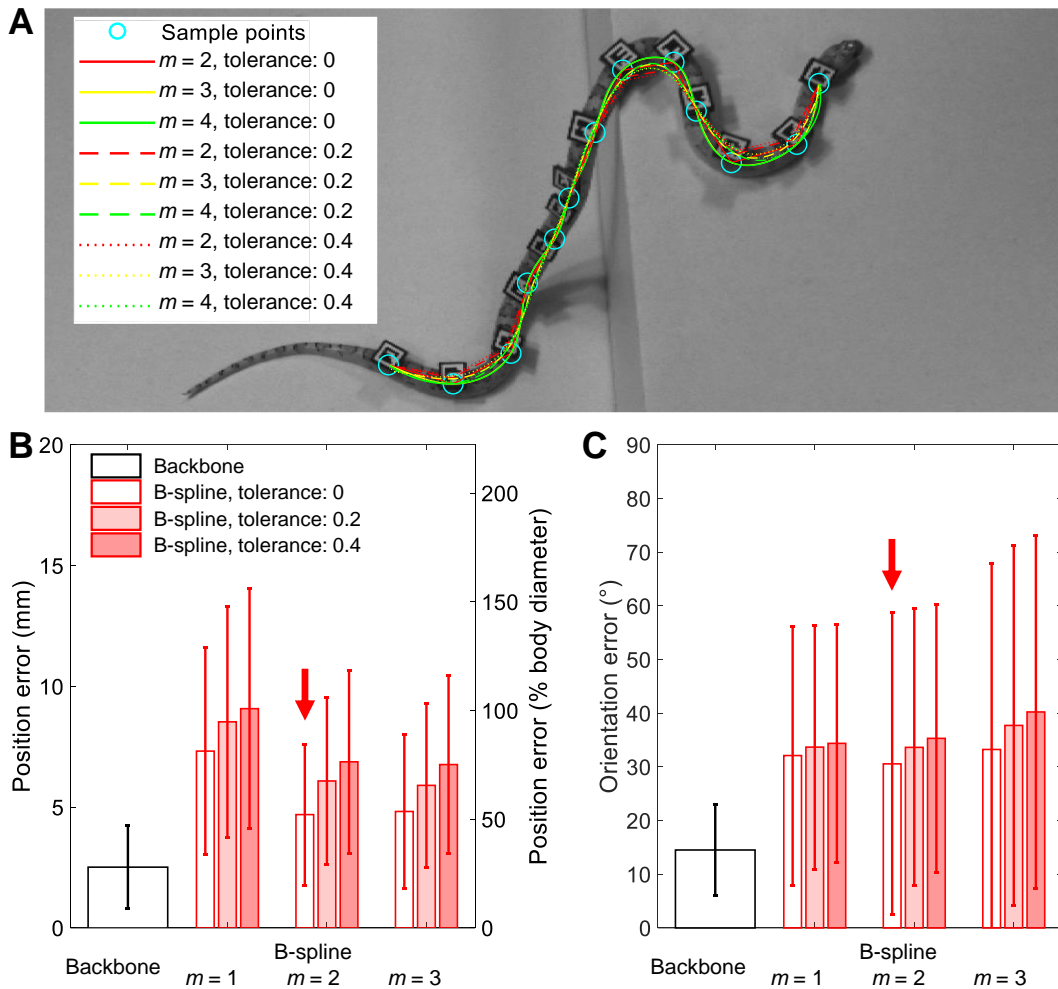 A
Sample points
m = 2, tolerance: 0
m = 3, tolerance: 0
m = 4, tolerance: 0
m = 2, tolerance: 0.2
m = 3, tolerance: 0.2
m = 4, tolerance: 0.2
m = 2, tolerance: 0.4
m = 3, tolerance: 0.4
m = 4, tolerance: 0.4
B
Position error (mm)
20
15
10
5
0
Backbone
B-spline, tolerance: 0
B-spline, tolerance: 0.2
B-spline, tolerance: 0.4
200
150
100
50
0
Position error (% body diameter)
Backbone
B-spline
m = 1
m = 2
m = 3
C
Orientation error (°)
90
80
70
60
50
40
30
20
10
0
Backbone
B-spline
m = 1
m = 2
m = 3